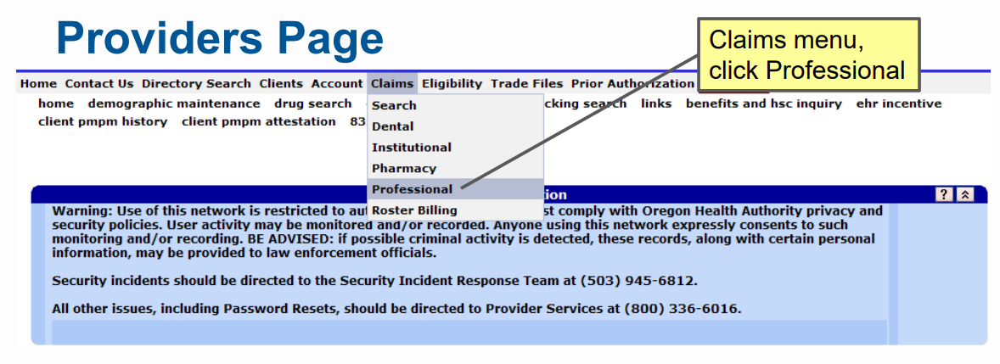 Providers Page
Claims menu,
click Professional
Home Contact Us Directory Search Clients Account Claims Eligibility Trade Files Prior Authorization
home demographic maintenance drug search cking search links benefits and hsc inquiry ehr incentive
client pmpm history client pmpm attestation 83
Search
Dental
Institutional
Pharmacy
Professional
Roster Billing
ion ?
Warning: Use of this network is restricted to aut st comply with Oregon Health Authority privacy and
security policies. User activity may be monitored and/or recorded. Anyone using this network expressly consents to such
monitoring and/or recording. BE ADVISED: if possible criminal activity is detected, these records, along with certain personal
information, may be provided to law enforcement officials.
Security incidents should be directed to the Security Incident Response Team at (503) 945-6812.
All other issues, including Password Resets, should be directed to Provider Services at (800) 336-6016.